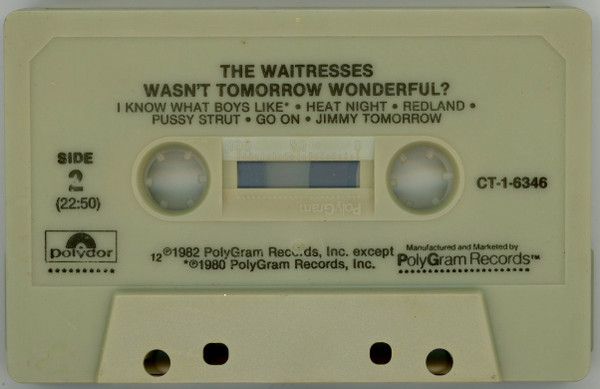 THE WAITRESSES
WASN'T TOMORROW WONDERFUL?
I KNOW WHAT BOYS LIKE* • HEAT NIGHT • REDLAND •
PUSSY STRUT • GO ON • JIMMY TOMORROW
SIDE
2
(22:50)
CT-1-6346
PolyGram
polydor
12 ℗1982 PolyGram Records, Inc. except
*℗1980 PolyGram Records, Inc.
Manufactured and Marketed by
PolyGram Records™